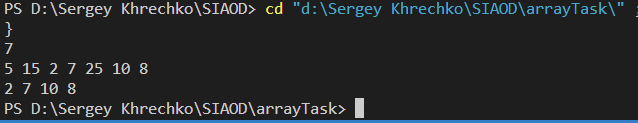 PS D:\Sergey Khrechko\SIAOD> cd "d:\Sergey Khrechko\SIAOD\arrayTask\" ;
}
7
5 15 2 7 25 10 8
2 7 10 8
PS D:\Sergey Khrechko\SIAOD\arrayTask>